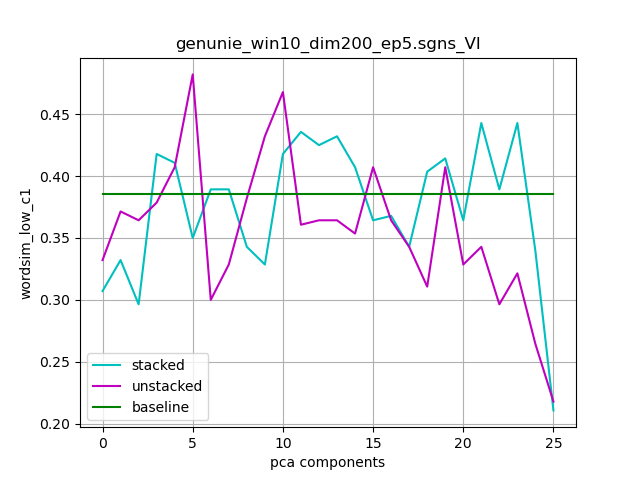 genunie_win10_dim200_ep5.sgns_VI
wordsim_low_c1
0.45
0.40
0.35
0.30
0.25
0.20
stacked
unstacked
baseline
0 5 10 15 20 25
pca components